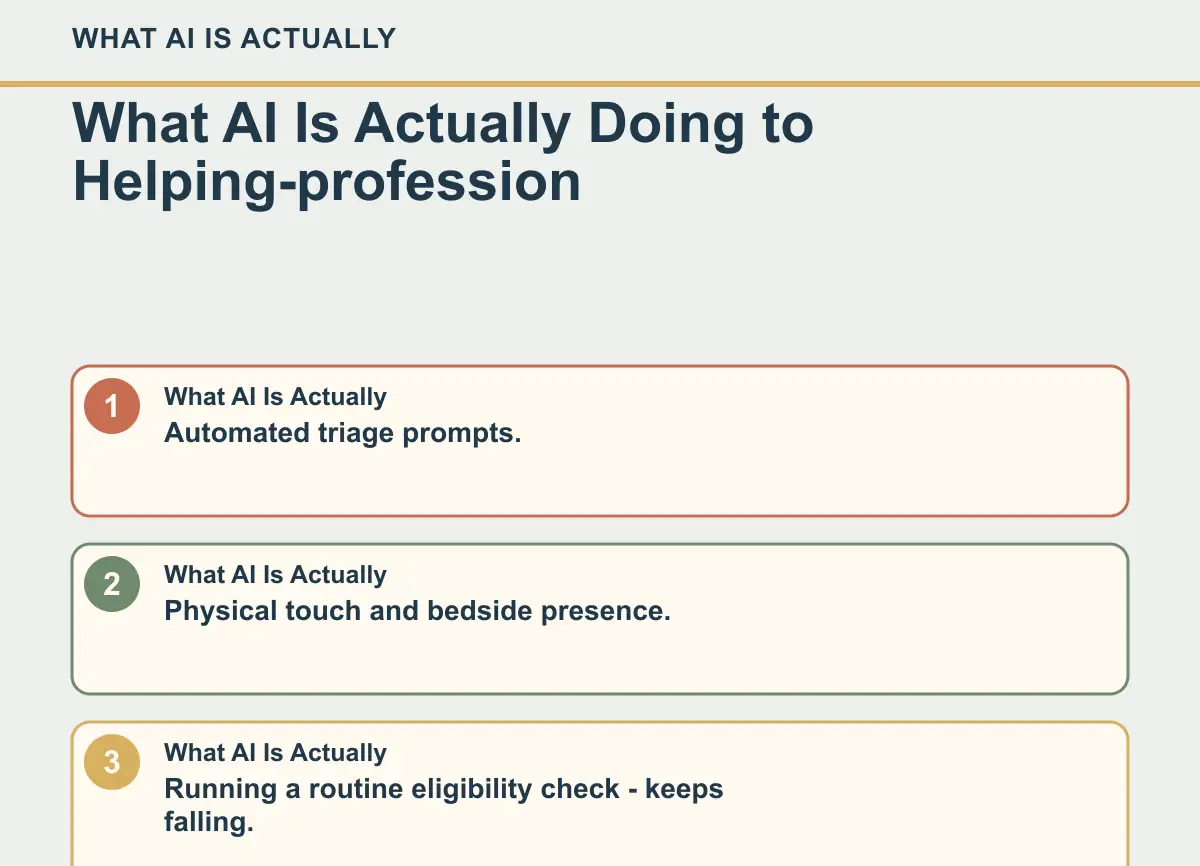 WHAT AI IS ACTUALLY
What AI Is Actually Doing to
Helping-profession
1
What AI Is Actually
Automated triage prompts.
2
What AI Is Actually
Physical touch and bedside presence.
3
What AI Is Actually
Running a routine eligibility check - keeps
falling.